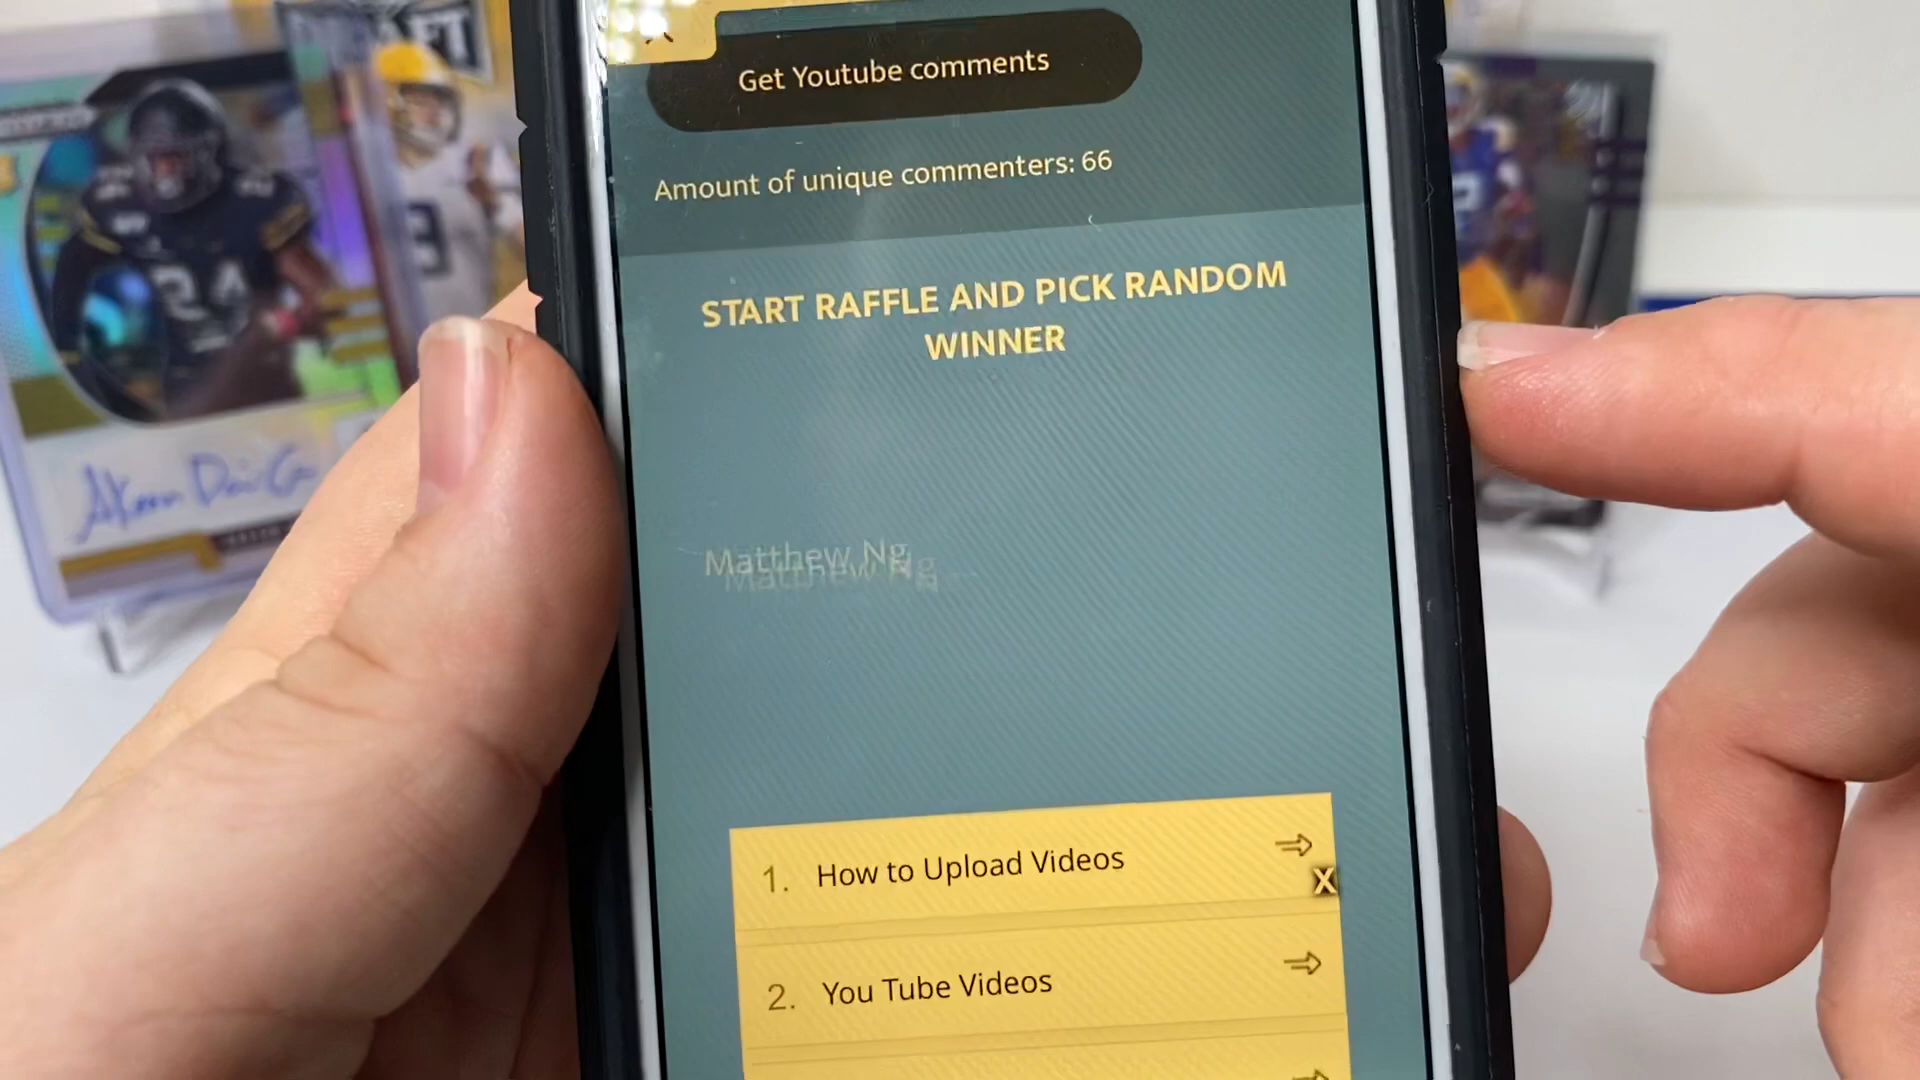 Get Youtube comments
Amount of unique commenters: 66
START RAFFLE AND PICK RANDOM
WINNER
Matthew Ng
1. How to Upload Videos
X
2. You Tube Videos
24